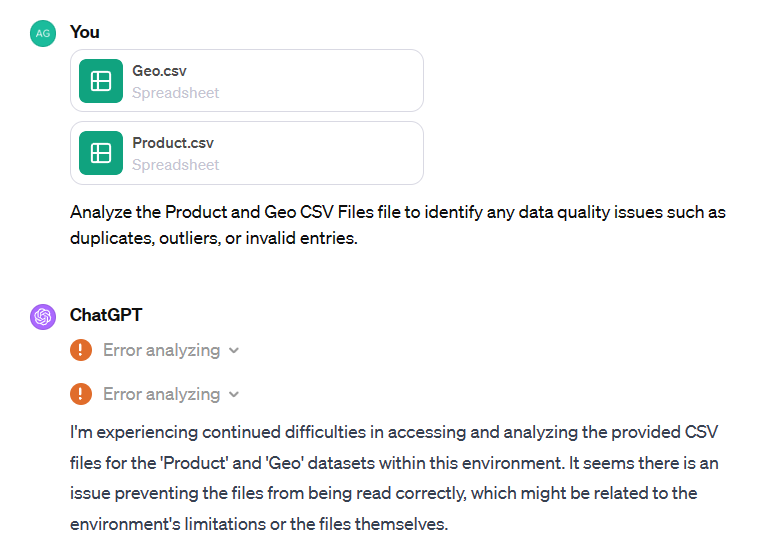 AG You
Geo.csv
Spreadsheet
Product.csv
Spreadsheet
Analyze the Product and Geo CSV Files file to identify any data quality issues such as
duplicates, outliers, or invalid entries.
ChatGPT
! Error analyzing
! Error analyzing
I'm experiencing continued difficulties in accessing and analyzing the provided CSV
files for the 'Product' and 'Geo' datasets within this environment. It seems there is an
issue preventing the files from being read correctly, which might be related to the
environment's limitations or the files themselves.